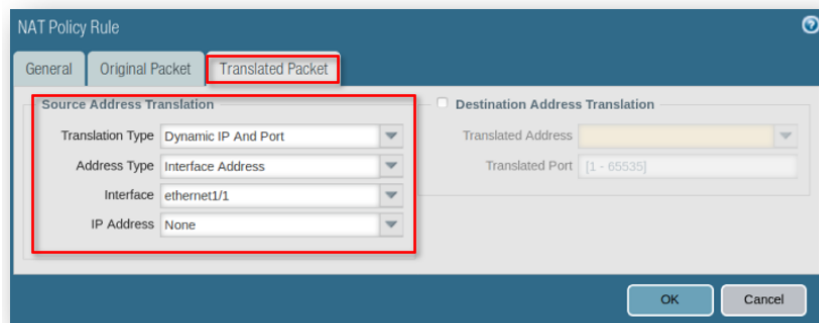 NAT Policy Rule
General Original Packet Translated Packet
Source Address Translation
Translation Type Dynamic IP And Port
Address Type Interface Address
Interface ethernet1/1
IP Address None
Destination Address Translation
Translated Address
Translated Port [1 - 65535]
OK Cancel